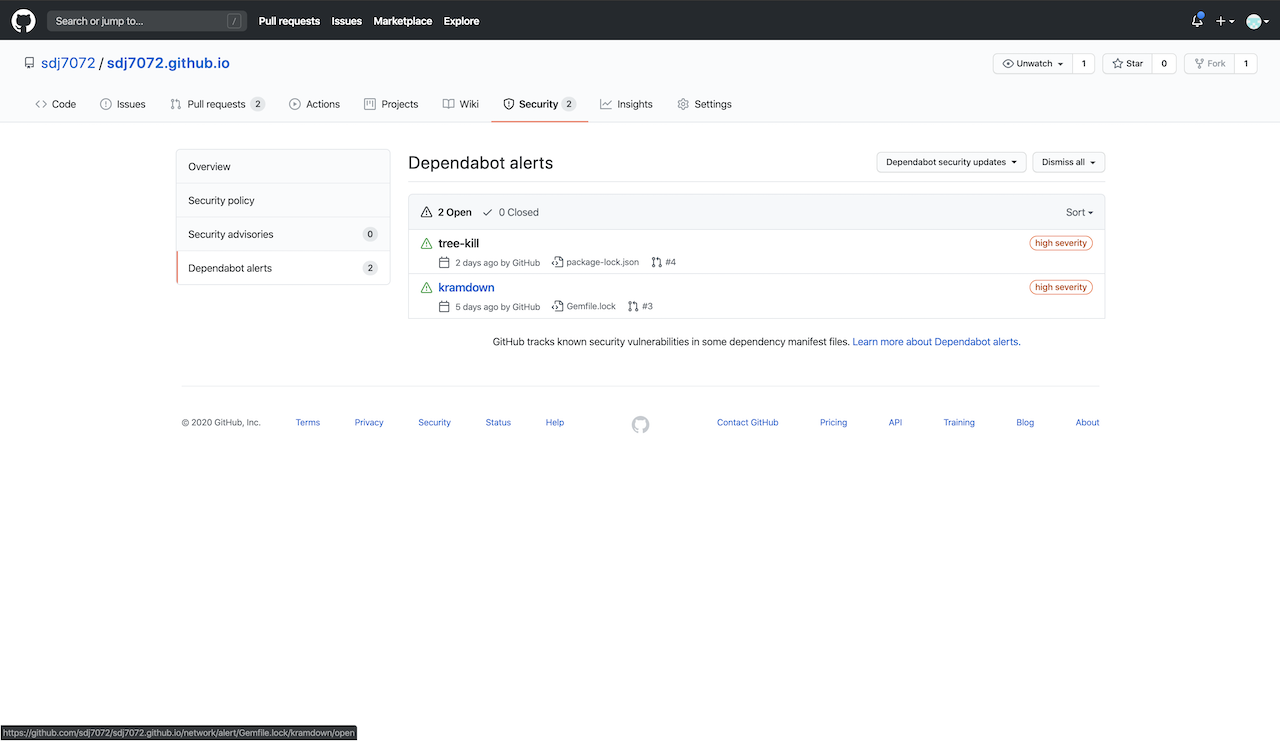 Search or jump to... /
Pull requests Issues Marketplace Explore
sdj7072 / sdj7072.github.io
Unwatch 1 Star 0 Fork 1
Code Issues Pull requests 2 Actions Projects Wiki Security 2 Insights Settings
Overview
Security policy
Security advisories 0
Dependabot alerts 2
Dependabot alerts
Dependabot security updates Dismiss all
2 Open 0 Closed Sort
tree-kill high severity
2 days ago by GitHub package-lock.json #4
kramdown high severity
5 days ago by GitHub Gemfile.lock #3
GitHub tracks known security vulnerabilities in some dependency manifest files. Learn more about Dependabot alerts.
© 2020 GitHub, Inc. Terms Privacy Security Status Help Contact GitHub Pricing API Training Blog About
https://github.com/sdj7072/sdj7072.github.io/network/alert/Gemfile.lock/kramdown/open